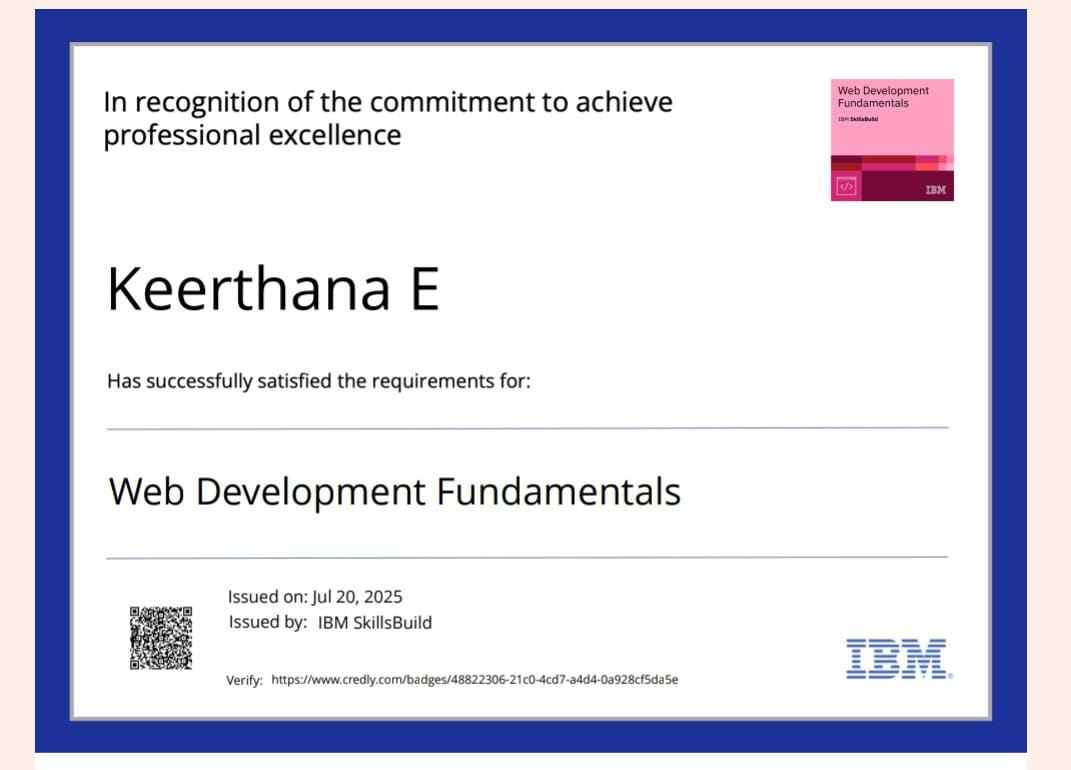 In recognition of the commitment to achieve
professional excellence
Web Development
Fundamentals
IBM SkillsBuild
</>
IBM
Keerthana E
Has successfully satisfied the requirements for:
Web Development Fundamentals
Issued on: Jul 20, 2025
Issued by: IBM SkillsBuild
Verify: https://www.credly.com/badges/48822306-21c0-4cd7-a4d4-0a928cf5da5e
IBM®